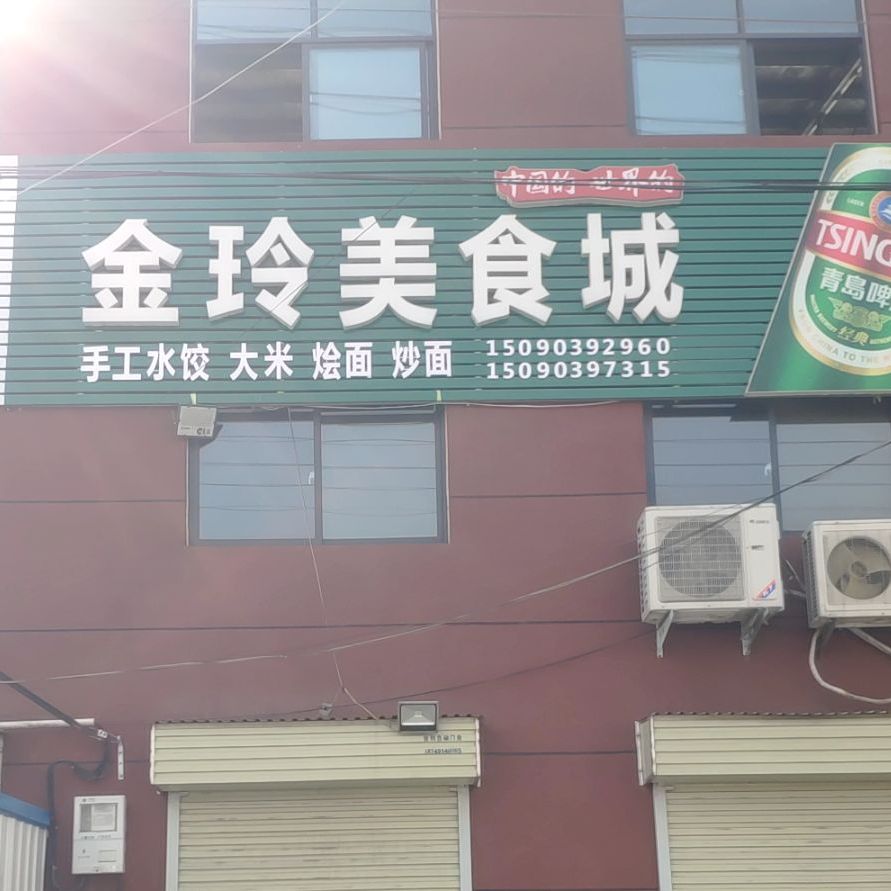 中国的 世界的
金玲美食城
手工水饺 大米 烩面 炒面
15090392960
15090397315
TSING
青岛啤
经典